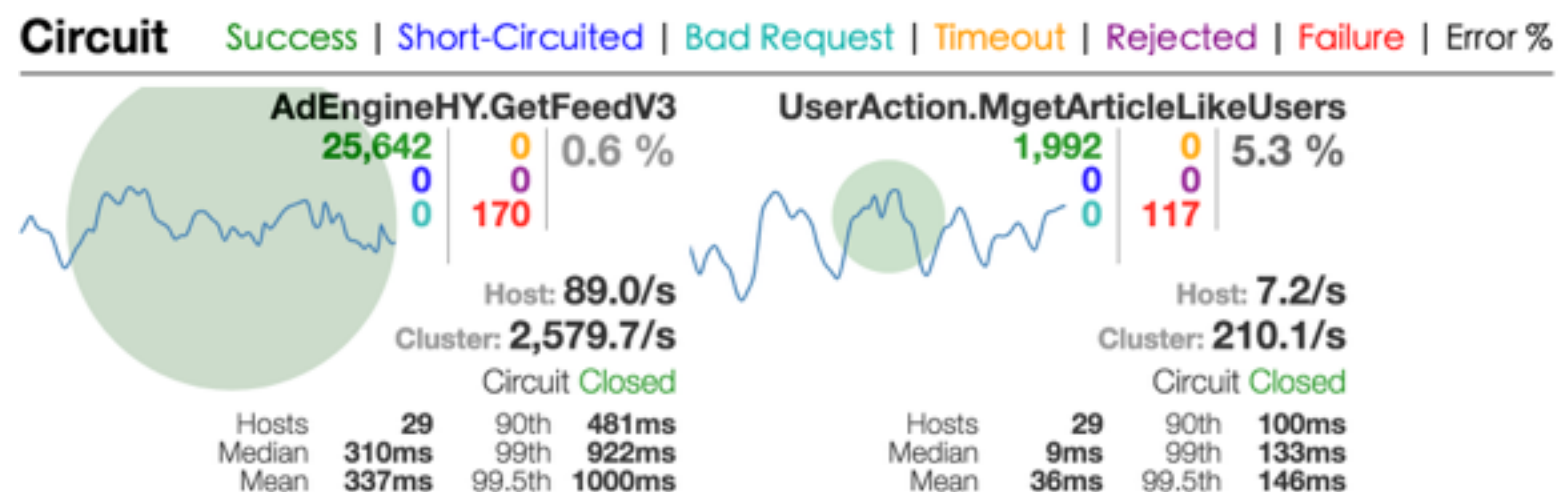 Circuit Success | Short-Circuited | Bad Request | Timeout | Rejected | Failure | Error %
AdEngineHY.GetFeedV3
25,642 0 0.6 %
0 0
0 170
Host: 89.0/s
Cluster: 2,579.7/s
Circuit Closed
Hosts 29 90th 481ms
Median 310ms 99th 922ms
Mean 337ms 99.5th 1000ms
UserAction.MgetArticleLikeUsers
1,992 0 5.3 %
0 0
0 117
Host: 7.2/s
Cluster: 210.1/s
Circuit Closed
Hosts 29 90th 100ms
Median 9ms 99th 133ms
Mean 36ms 99.5th 146ms